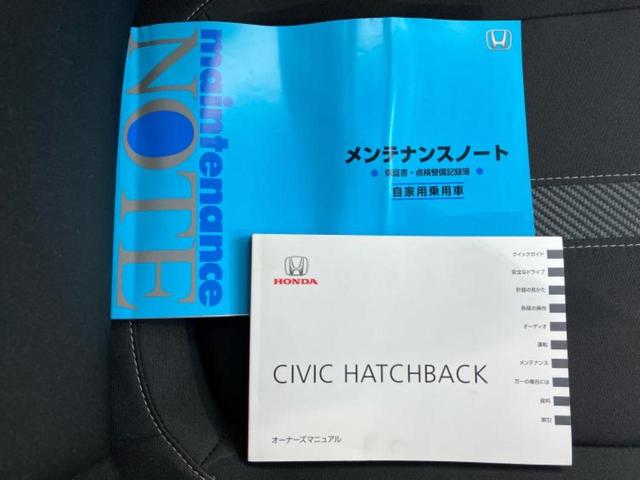 maintenance
NOTE
メンテナンスノート
● 保証書・点検整備記録簿 ●
自家用乗用車
HONDA
CIVIC HATCHBACK
オーナーズマニュアル
クイックガイド
安全なドライブ
計器の見かた
各部の操作
オーディオ
運転
メンテナンス
万一の場合には
資料
索引